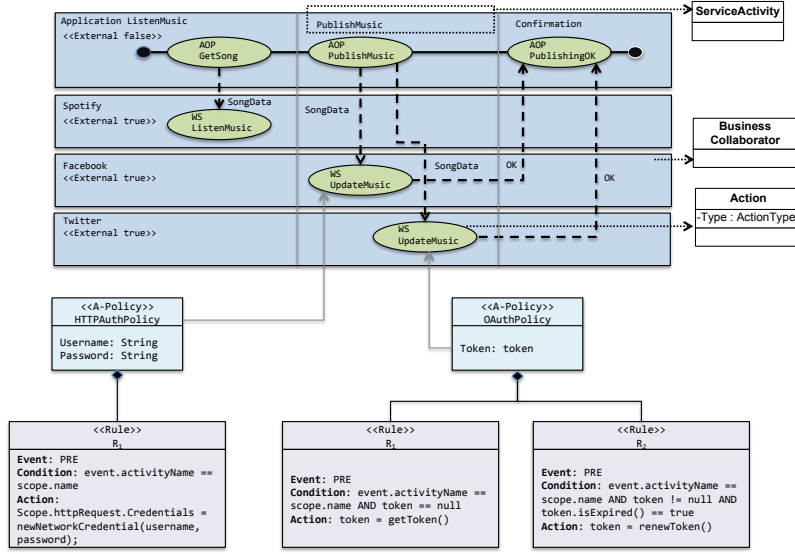 Application ListenMusic
<<External false>>
PublishMusic
Confirmation
ServiceActivity
AOP
GetSong
AOP
PublishMusic
AOP
PublishingOK
Spotify
<<External true>>
SongData
SongData
WS
ListenMusic
Business
Collaborator
Facebook
<<External true>>
SongData
OK
OK
WS
UpdateMusic
Action
-Type : ActionType
Twitter
<<External true>>
WS
UpdateMusic
<<A-Policy>>
HTTPAuthPolicy
Username: String
Password: String
<<A-Policy>>
OAuthPolicy
Token: token
<<Rule>>
R1
Event: PRE
Condition: event.activityName ==
scope.name
Action:
Scope.httpRequest.Credentials =
newNetworkCredential(username,
password);
<<Rule>>
R1
Event: PRE
Condition: event.activityName ==
scope.name AND token == null
Action: token = getToken()
<<Rule>>
R2
Event: PRE
Condition: event.activityName ==
scope.name AND token != null AND
token.isExpired() == true
Action: token = renewToken()